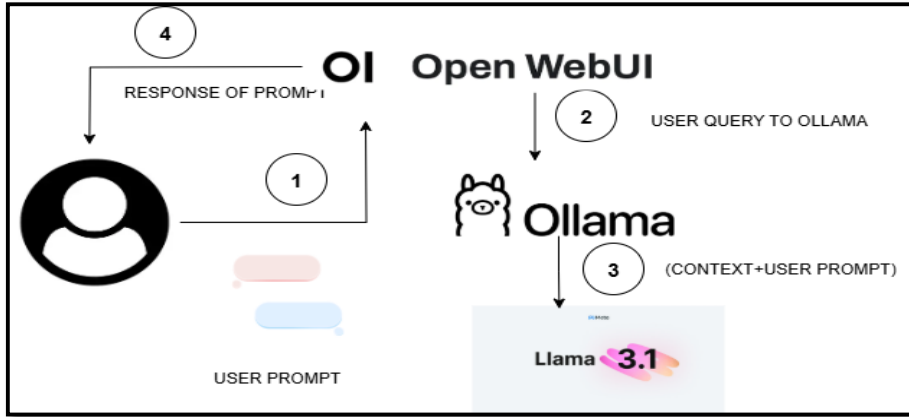 4
OI Open WebUI
RESPONSE OF PROMPT
2
USER QUERY TO OLLAMA
1
Ollama
3
(CONTEXT+USER PROMPT)
Llama 3.1
USER PROMPT